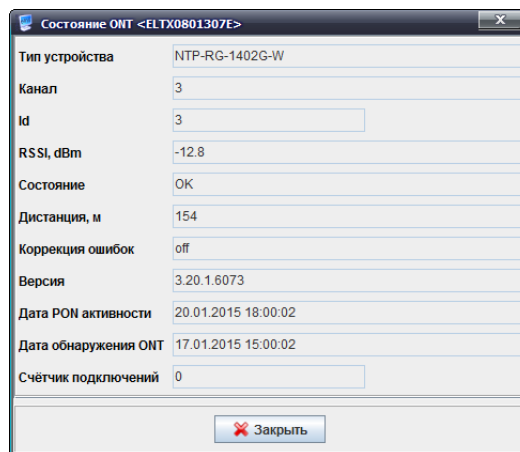 Состояние ONT <ELTX0801307E>
Тип устройства NTP-RG-1402G-W
Канал 3
Id 3
RSSI, dBm -12.8
Состояние OK
Дистанция, м 154
Коррекция ошибок off
Версия 3.20.1.6073
Дата PON активности 20.01.2015 18:00:02
Дата обнаружения ONT 17.01.2015 15:00:02
Счётчик подключений 0
Закрыть